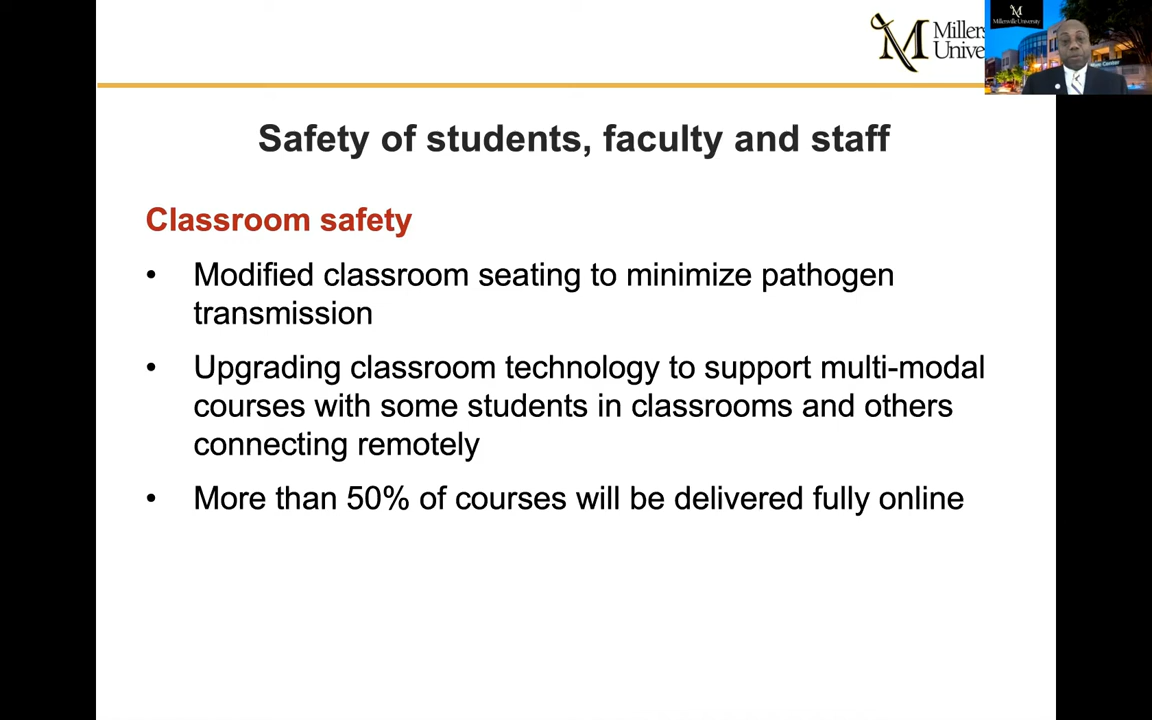 Millersville University
Safety of students, faculty and staff
Classroom safety
• Modified classroom seating to minimize pathogen
transmission
• Upgrading classroom technology to support multi-modal
courses with some students in classrooms and others
connecting remotely
• More than 50% of courses will be delivered fully online